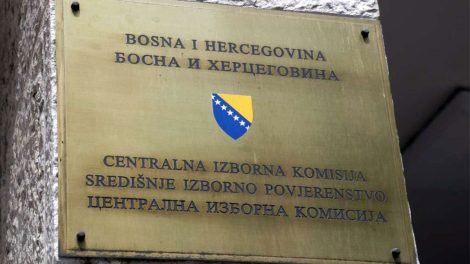 BOSNA I HERCEGOVINA
БОСНА И ХЕРЦЕГОВИНА
CENTRALNA IZBORNA KOMISIJA
SREDIŠNJE IZBORNO POVJERENSTVO
ЦЕНТРАЛНА ИЗБОРНА КОМИСИЈА